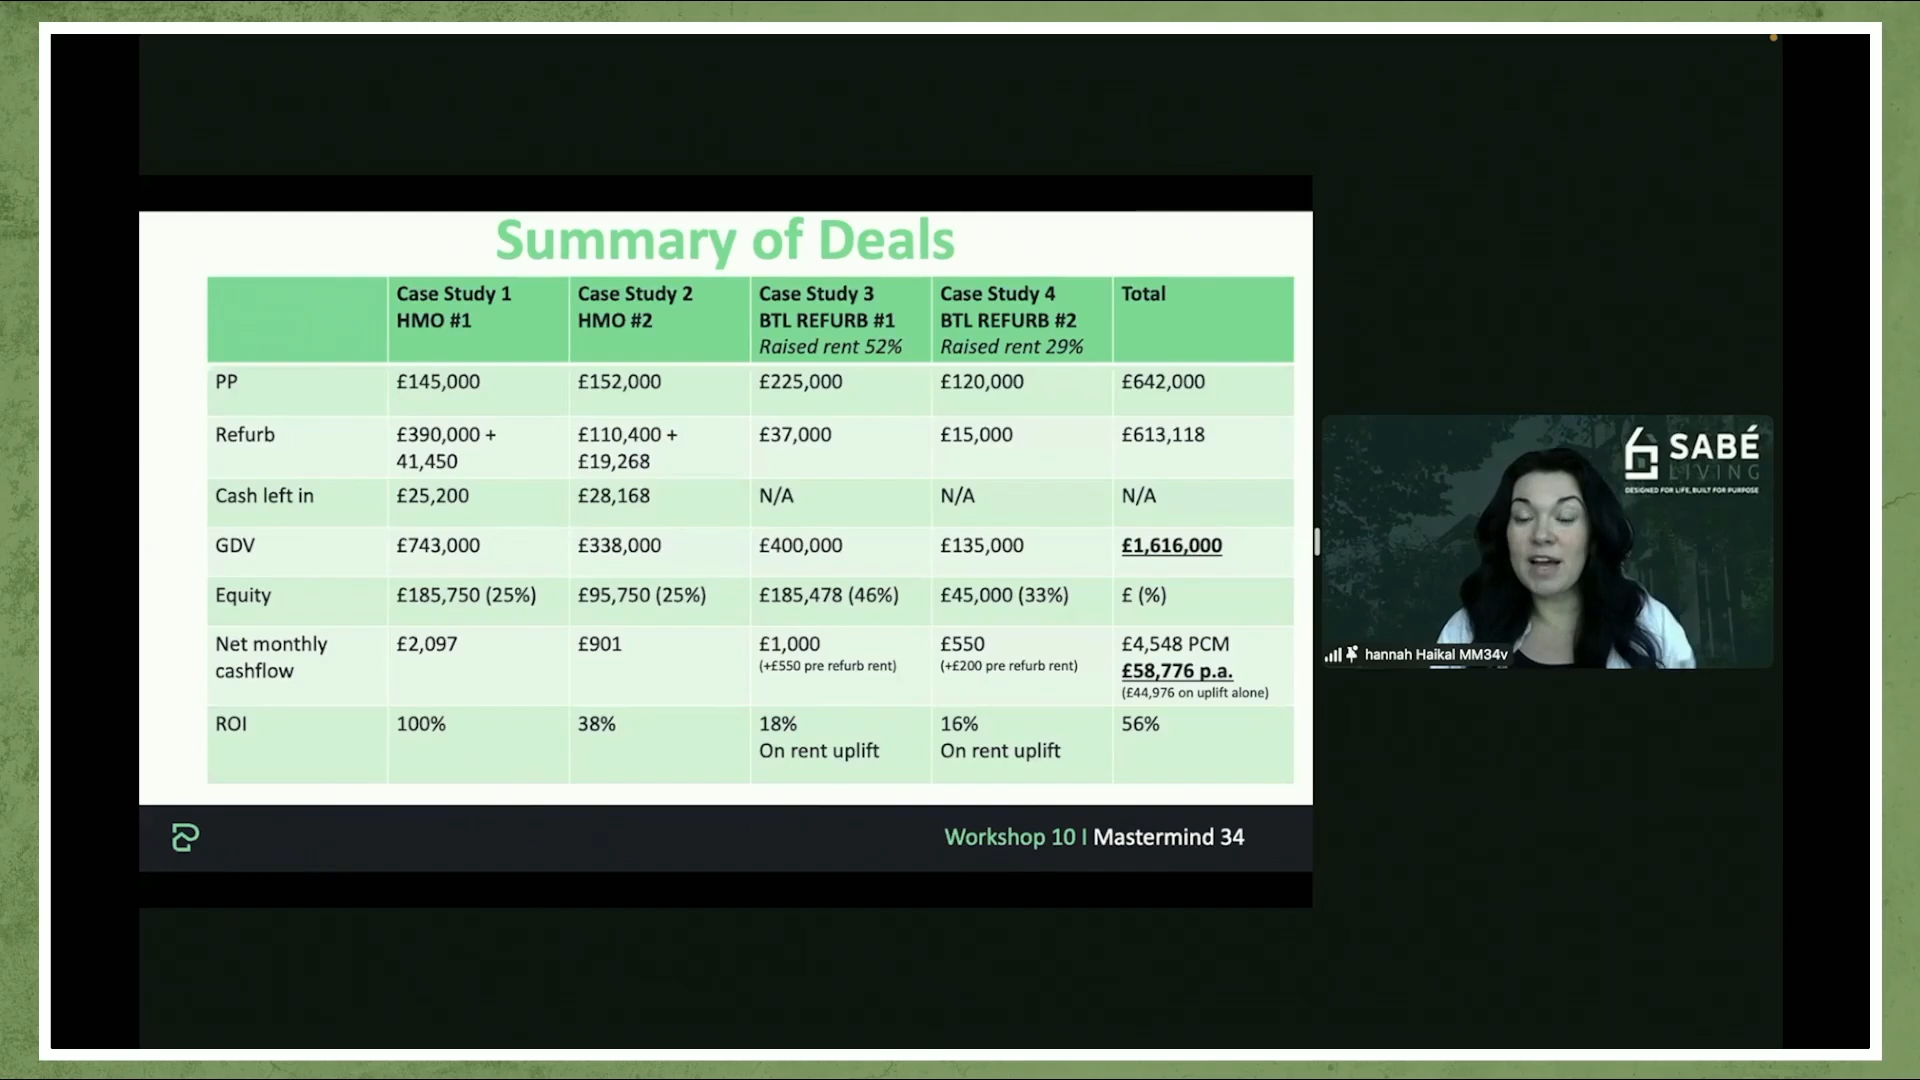 Summary of Deals
Case Study 1
HMO #1
Case Study 2
HMO #2
Case Study 3
BTL REFURB #1
Raised rent 52%
Case Study 4
BTL REFURB #2
Raised rent 29%
Total
PP
£145,000
£152,000
£225,000
£120,000
£642,000
Refurb
£390,000 +
41,450
£110,400 +
£19,268
£37,000
£15,000
£613,118
Cash left in
£25,200
£28,168
N/A
N/A
N/A
GDV
£743,000
£338,000
£400,000
£135,000
£1,616,000
Equity
£185,750 (25%)
£95,750 (25%)
£185,478 (46%)
£45,000 (33%)
£ (%)
Net monthly
cashflow
£2,097
£901
£1,000
(+£550 pre refurb rent)
£550
(+£200 pre refurb rent)
£4,548 PCM
£58,776 p.a.
(£44,976 on uplift alone)
ROI
100%
38%
18%
On rent uplift
16%
On rent uplift
56%
Workshop 10 I Mastermind 34
SABÉ
LIVING
DESIGNED FOR LIFE, BUILT FOR PURPOSE
hannah Haikal MM34v